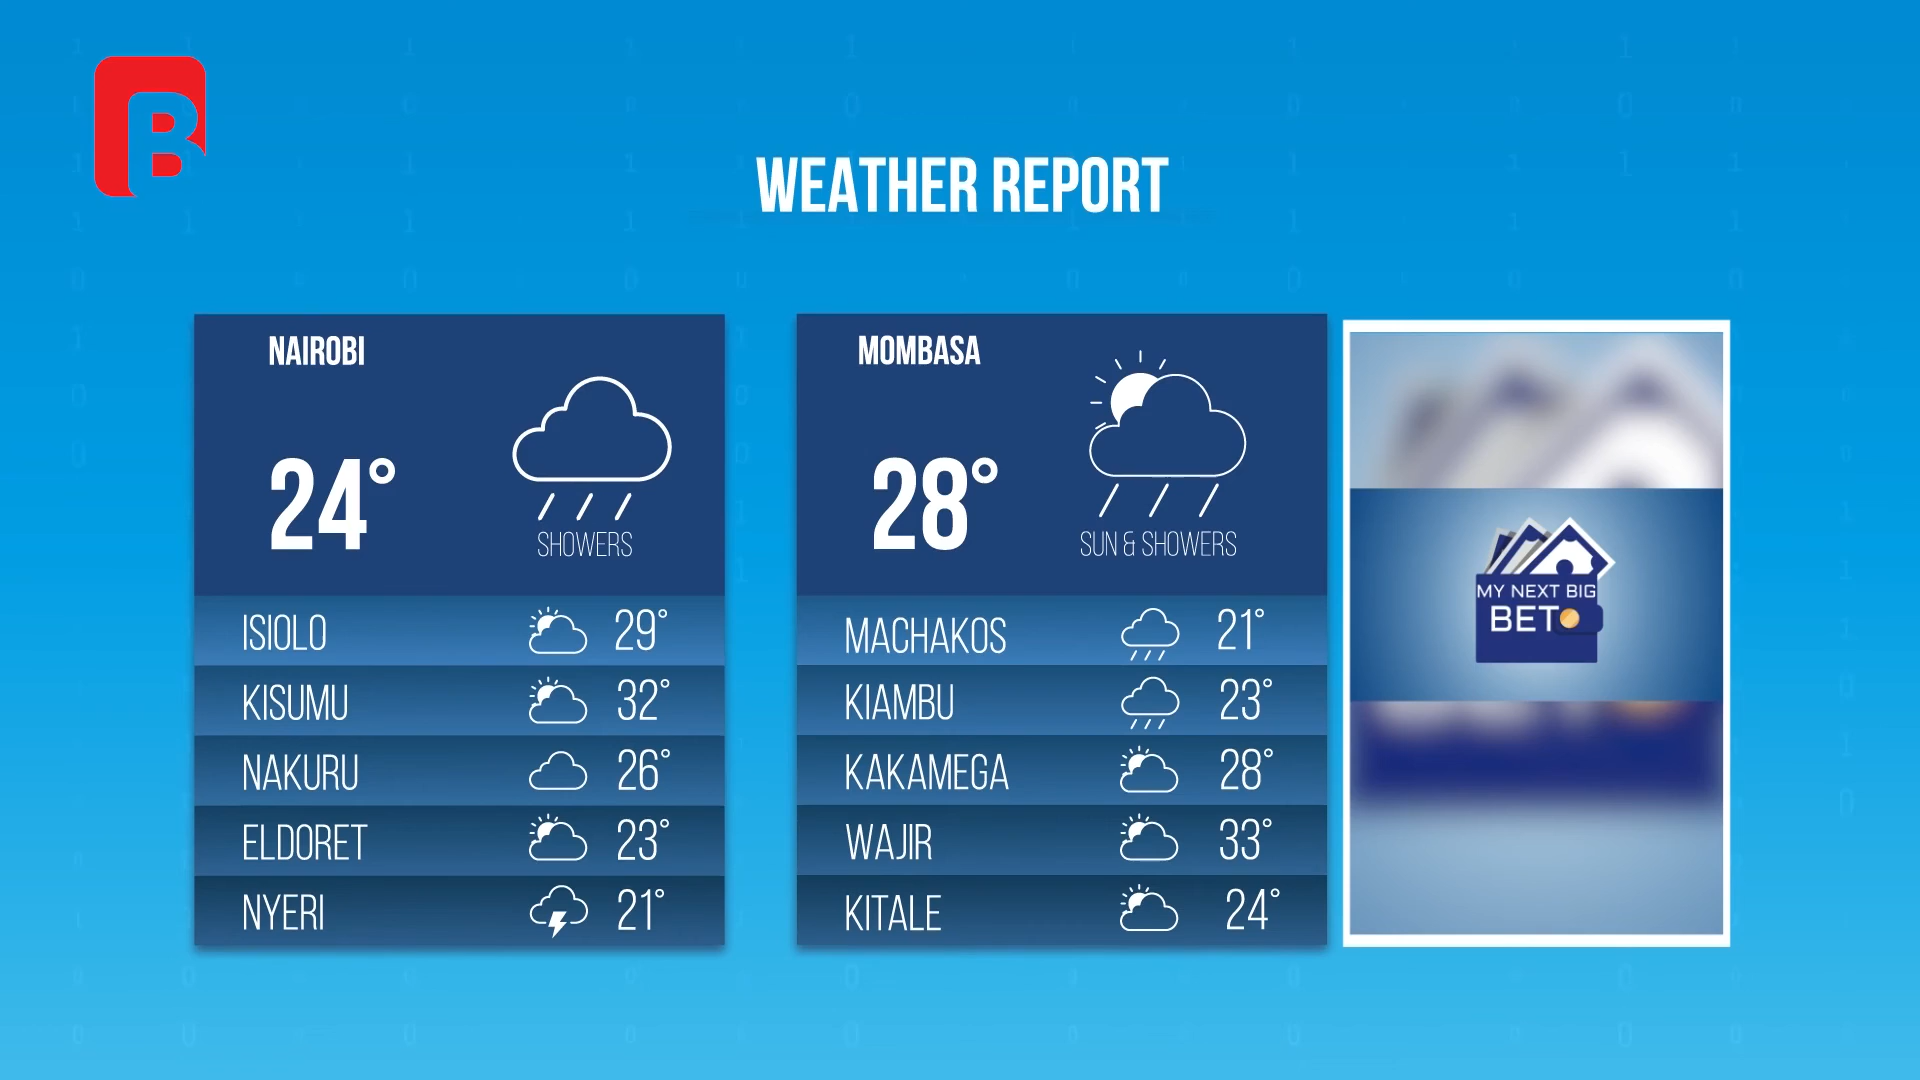 B
WEATHER REPORT
NAIROBI
24°
SHOWERS
ISIOLO 29°
KISUMU 32°
NAKURU 26°
ELDORET 23°
NYERI 21°
MOMBASA
28°
SUN & SHOWERS
MACHAKOS 21°
KIAMBU 23°
KAKAMEGA 28°
WAJIR 33°
KITALE 24°
MY NEXT BIG
BET